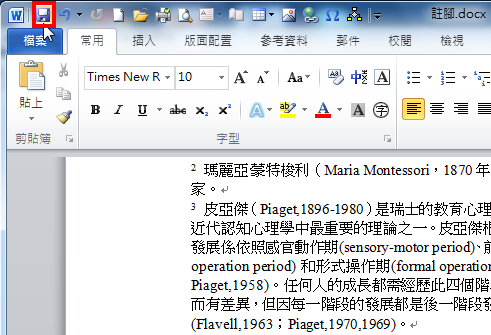 註腳.docx
檔案 常用 插入 版面配置 參考資料 郵件 校閱 檢視
Times New R 10 A A Aa 中文 A
貼上
B I U abc X₂ X² A ab A A 字
剪貼簿 字型
2 瑪麗亞蒙特梭利（Maria Montessori，1870 年
家。
3 皮亞傑（Piaget,1896-1980）是瑞士的教育心理
近代認知心理學中最重要的理論之一。皮亞傑根
發展係依照感官動作期(sensory-motor period)、前
operation period) 和形式操作期(formal operation
Piaget,1958)。任何人的成長都需經歷此四個階
而有差異，但因每一階段的發展都是後一階段發
(Flavell,1963；Piaget,1970,1969)。